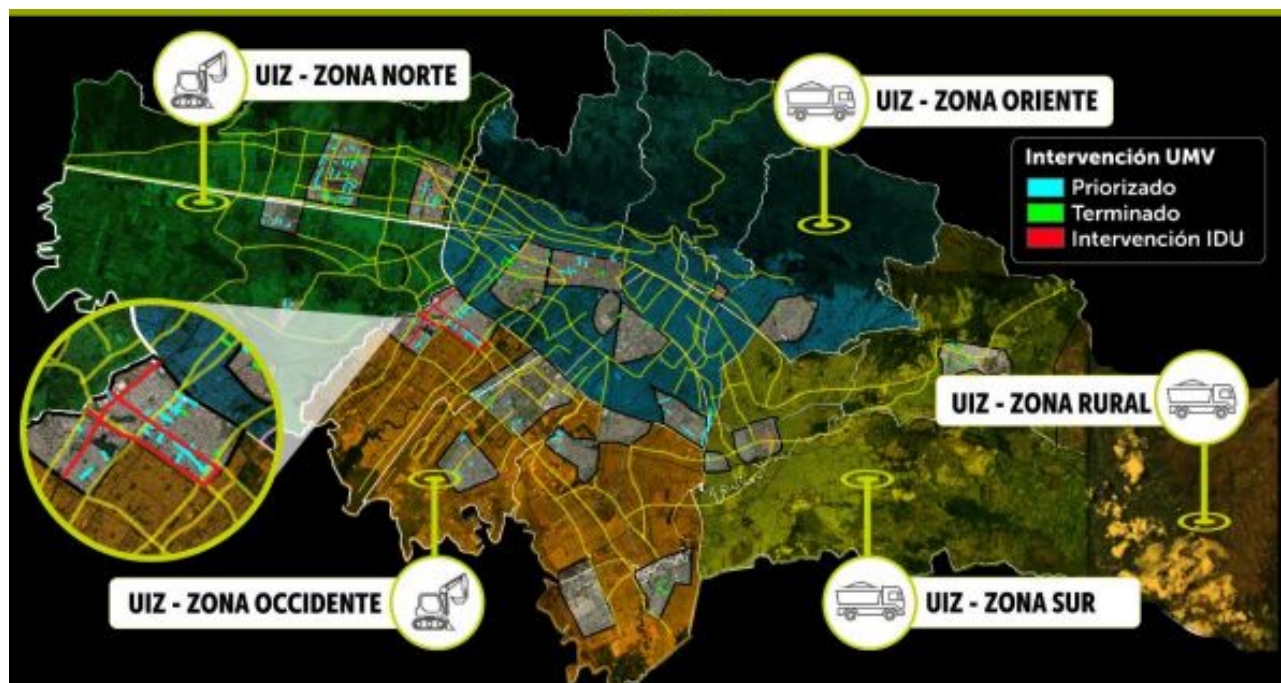 UIZ - ZONA NORTE
UIZ - ZONA ORIENTE
Intervención UMV
Priorizado
Terminado
Intervención IDU
UIZ - ZONA RURAL
UIZ - ZONA OCCIDENTE
UIZ - ZONA SUR